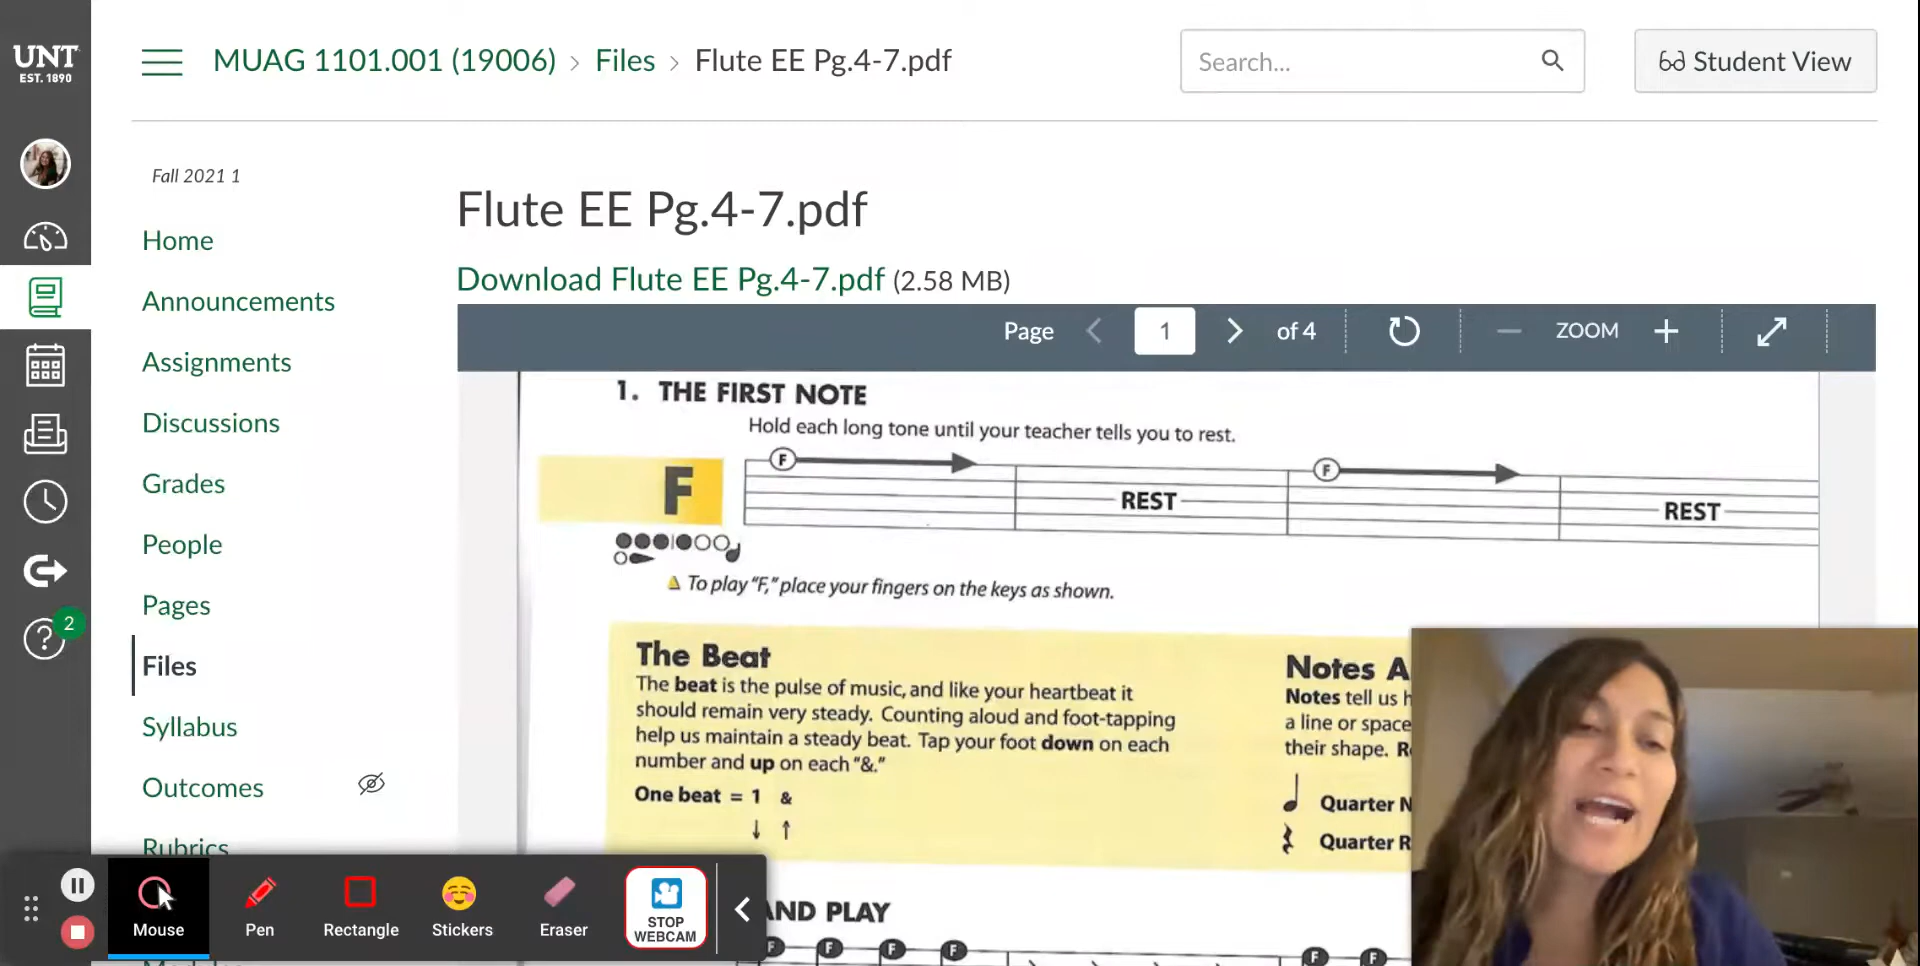 UNT
EST. 1890
MUAG 1101.001 (19006) > Files > Flute EE Pg.4-7.pdf
Search...
Student View
Fall 2021 1
Home
Announcements
Assignments
Discussions
Grades
People
Pages
Files
Syllabus
Outcomes
Rubrics
2
Flute EE Pg.4-7.pdf
Download Flute EE Pg.4-7.pdf (2.58 MB)
Page 1 of 4 ZOOM
1. THE FIRST NOTE
Hold each long tone until your teacher tells you to rest.
F
F REST F REST
To play "F," place your fingers on the keys as shown.
The Beat
The beat is the pulse of music, and like your heartbeat it
should remain very steady. Counting aloud and foot-tapping
help us maintain a steady beat. Tap your foot down on each
number and up on each "&."
One beat = 1 &
Notes
Notes tell us
a line or space
their shape.
Quarter
Quarter
AND PLAY
F F F F F F
Mouse
Pen
Rectangle
Stickers
Eraser
STOP
WEBCAM